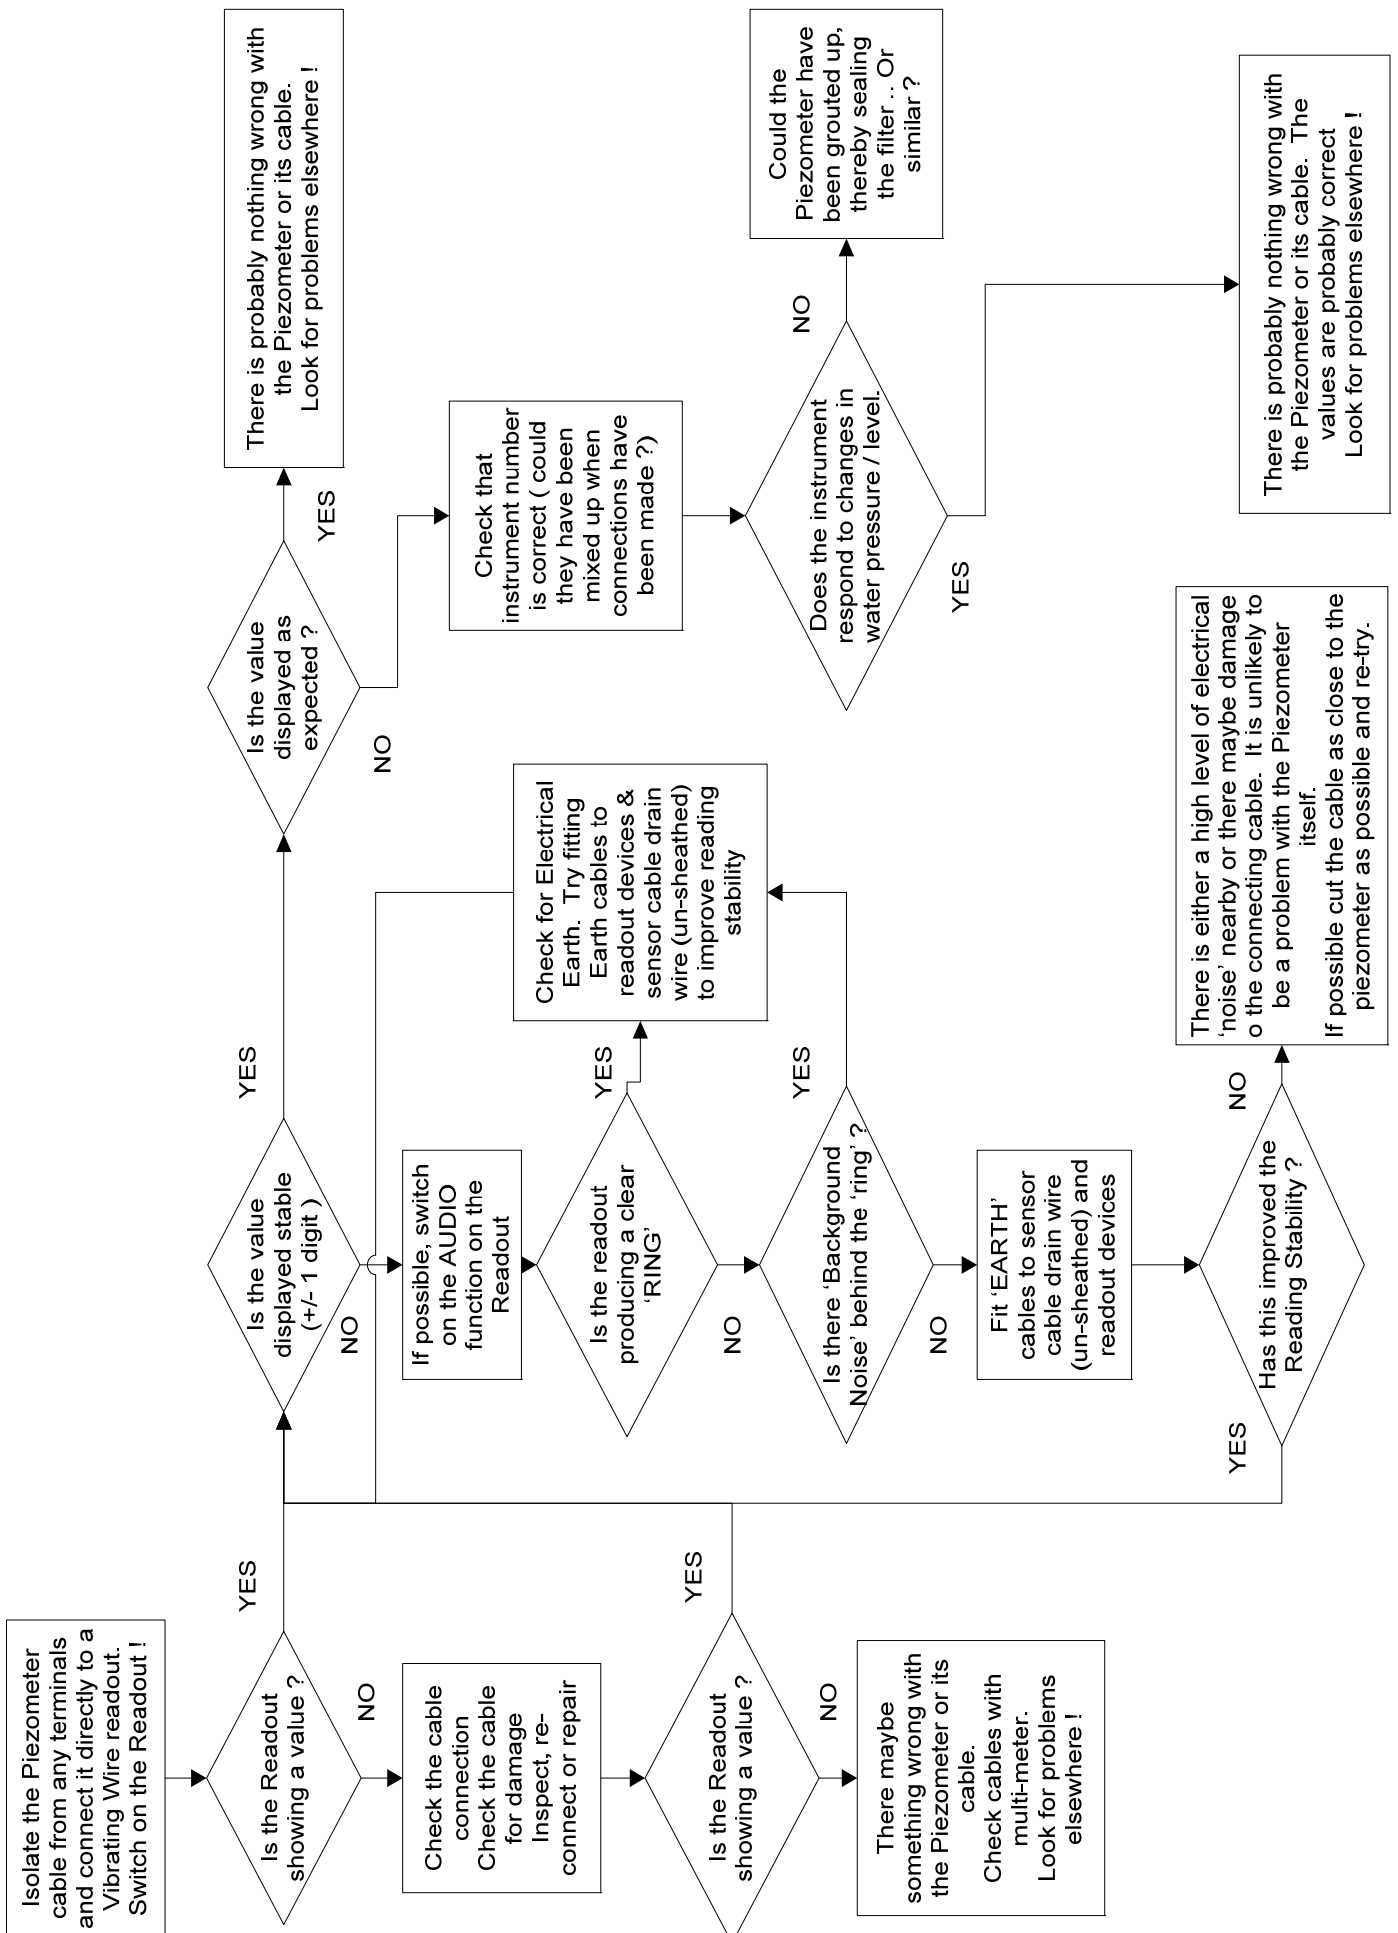 Isolate the Piezometer
cable from any terminals
and connect it directly to a
Vibrating Wire readout.
Switch on the Readout !
Is the Readout
showing a value ?
YES
NO
Check the cable
connection
Check the cable
for damage
Inspect, re-
connect or repair
Is the Readout
showing a value ?
YES
NO
There maybe
something wrong with
the Piezometer or its
cable.
Check cables with
multi-meter.
Look for problems
elsewhere !
Is the value
displayed stable
(+/- 1 digit )
YES
NO
If possible, switch
on the AUDIO
function on the
Readout
Is the readout
producing a clear
‘RING’
YES
NO
Is there ‘Background
Noise’ behind the ‘ring’ ?
YES
NO
Fit ‘EARTH’
cables to sensor
cable drain wire
(un-sheathed) and
readout devices
Has this improved the
Reading Stability ?
YES
NO
Check for Electrical
Earth.  Try fitting
Earth cables to
readout devices &
sensor cable drain
wire (un-sheathed)
to improve reading
stability
There is either a high level of electrical
‘noise’ nearby or there maybe damage
o the connecting cable.  It is unlikely to
be a problem with the Piezometer
itself.
If possible cut the cable as close to the
piezometer as possible and re-try.
Is the value
displayed as
expected ?
YES
NO
There is probably nothing wrong with
the Piezometer or its cable.
Look for problems elsewhere !
Check that
instrument number
is correct ( could
they have been
mixed up when
connections have
been made ?)
Does the instrument
respond to changes in
water pressure / level.
NO
YES
Could the
Piezometer have
been grouted up,
thereby sealing
the filter .. Or
similar ?
There is probably nothing wrong with
the Piezometer or its cable.  The
values are probably correct
Look for problems elsewhere !